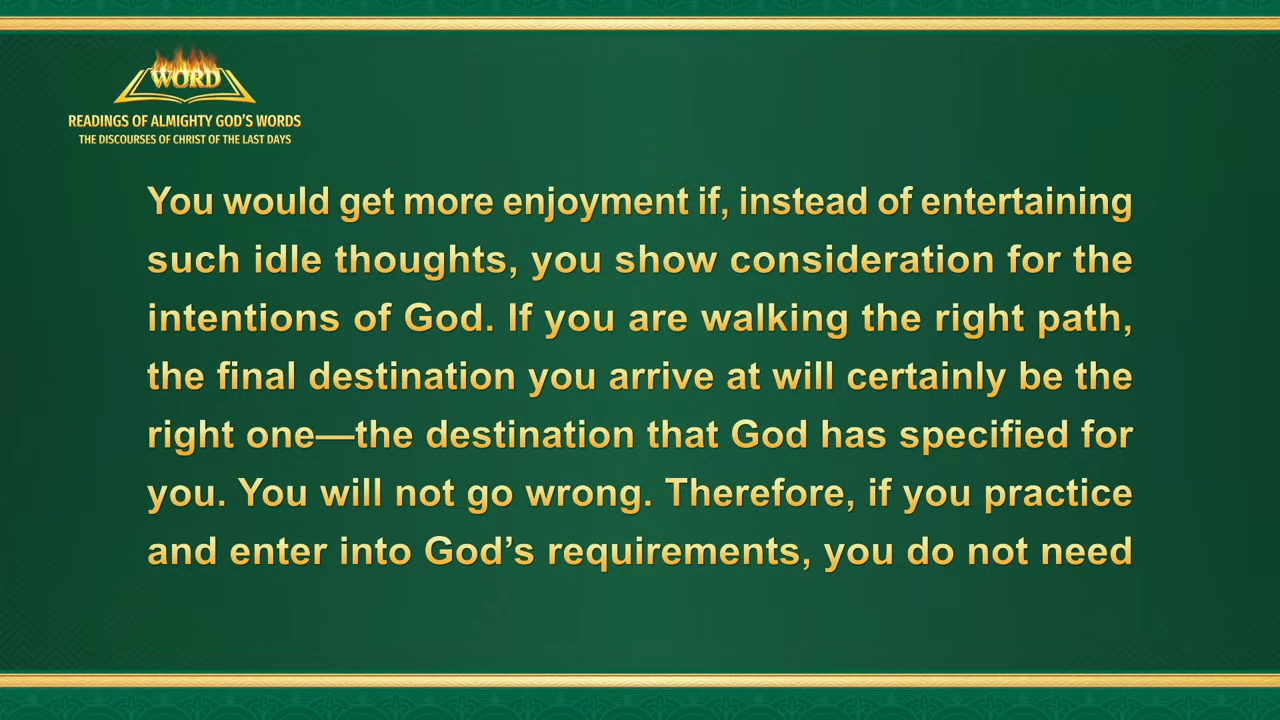 WORD
READINGS OF ALMIGHTY GOD'S WORDS
THE DISCOURSES OF CHRIST OF THE LAST DAYS
You would get more enjoyment if, instead of entertaining
such idle thoughts, you show consideration for the
intentions of God. If you are walking the right path,
the final destination you arrive at will certainly be the
right one—the destination that God has specified for
you. You will not go wrong. Therefore, if you practice
and enter into God’s requirements, you do not need